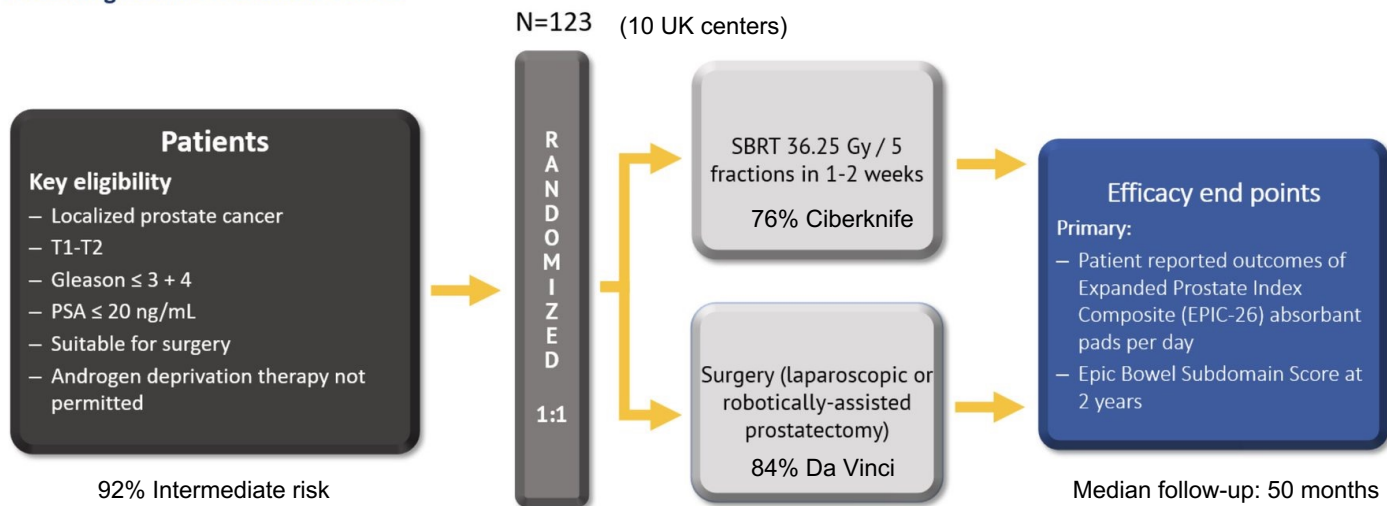 N=123 (10 UK centers)
Patients
Key eligibility
– Localized prostate cancer
– T1-T2
– Gleason ≤ 3 + 4
– PSA ≤ 20 ng/mL
– Suitable for surgery
– Androgen deprivation therapy not
permitted
92% Intermediate risk
RANDOMIZED
1:1
SBRT 36.25 Gy / 5
fractions in 1-2 weeks
76% Ciberknife
Surgery (laparoscopic or
robotically-assisted
prostatectomy)
84% Da Vinci
Efficacy end points
Primary:
– Patient reported outcomes of
Expanded Prostate Index
Composite (EPIC-26) absorbant
pads per day
– Epic Bowel Subdomain Score at
2 years
Median follow-up: 50 months